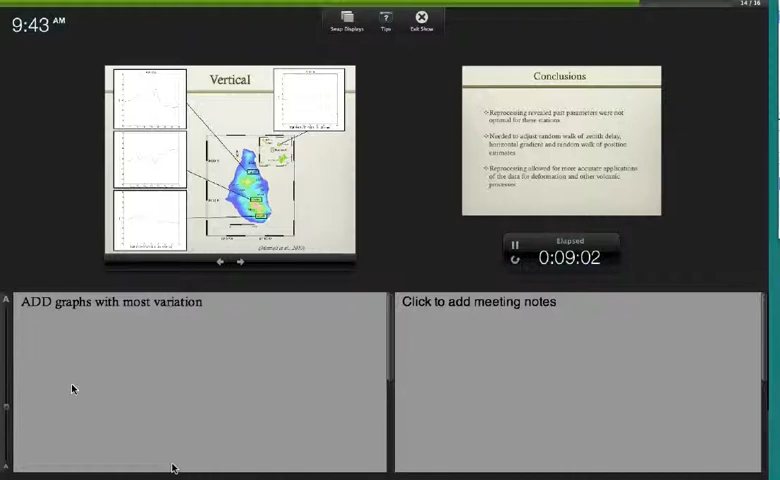 14 / 16
9:43 AM
Swap Displays
Tips
Exit Show
Vertical
Conclusions
Reprocessing revealed past parameters were not
optimal for these stations
Needed to adjust random walk of zenith delay,
horizontal gradient and random walk of position
estimates
Reprocessing allowed for more accurate applications
of the data for deformation and other volcanic
processes
Elapsed
0:09:02
A
ADD graphs with most variation
Click to add meeting notes
A